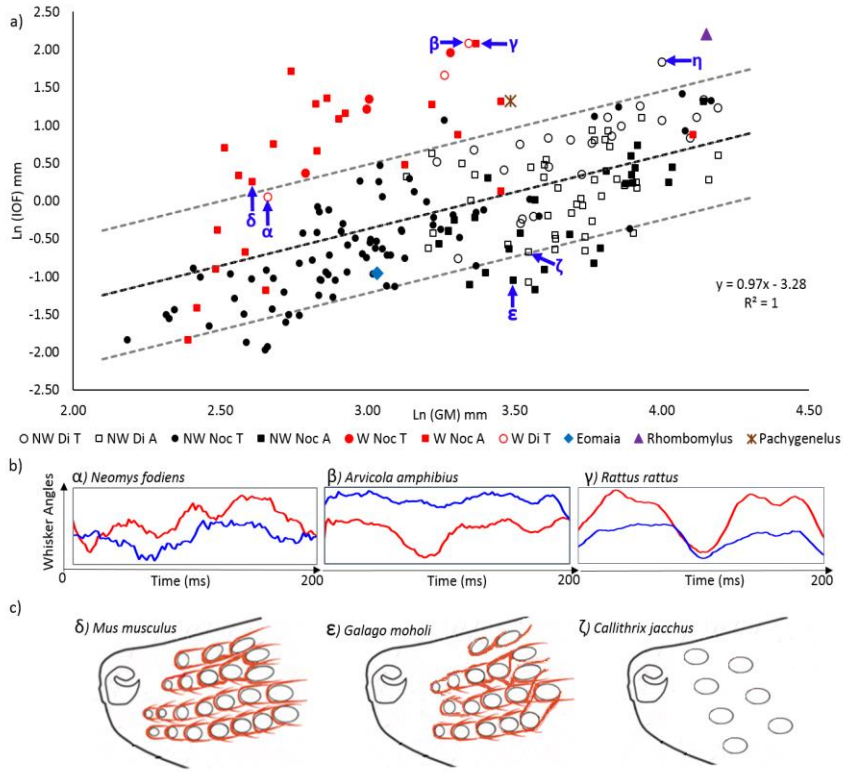 a)
2.50
2.00
1.50
1.00
0.50
0.00
-0.50
-1.00
-1.50
-2.00
-2.50
Ln (IOF) mm
β
γ
η
δ
α
ζ
ε
y = 0.97x - 3.28
R² = 1
2.00 2.50 3.00 3.50 4.00 4.50
Ln (GM) mm
NW Di T NW Di A NW Noc T NW Noc A W Noc T W Noc A W Di T Eomaia Rhombomylus Pachygenelus
b)
α) Neomys fodiens β) Arvicola amphibius γ) Rattus rattus
Whisker Angles
0 Time (ms) 200 Time (ms) 200 Time (ms) 200
c)
δ) Mus musculus ε) Galago moholi ζ) Callithrix jacchus